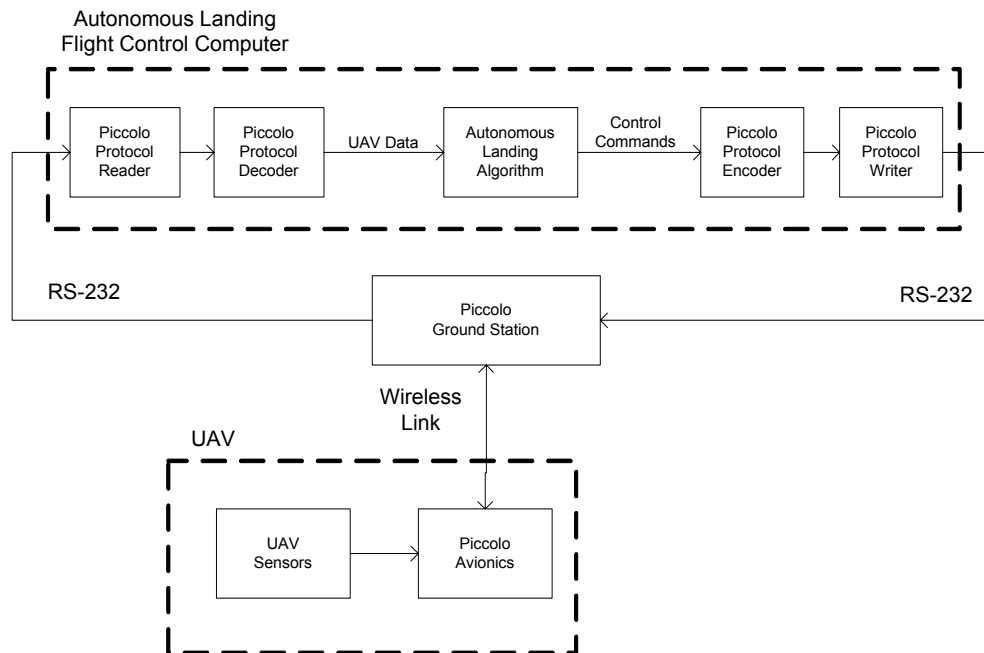 Autonomous Landing
Flight Control Computer
Piccolo
Protocol
Reader
Piccolo
Protocol
Decoder
UAV Data
Autonomous
Landing
Algorithm
Control
Commands
Piccolo
Protocol
Encoder
Piccolo
Protocol
Writer
RS-232
Piccolo
Ground Station
RS-232
Wireless
Link
UAV
UAV
Sensors
Piccolo
Avionics